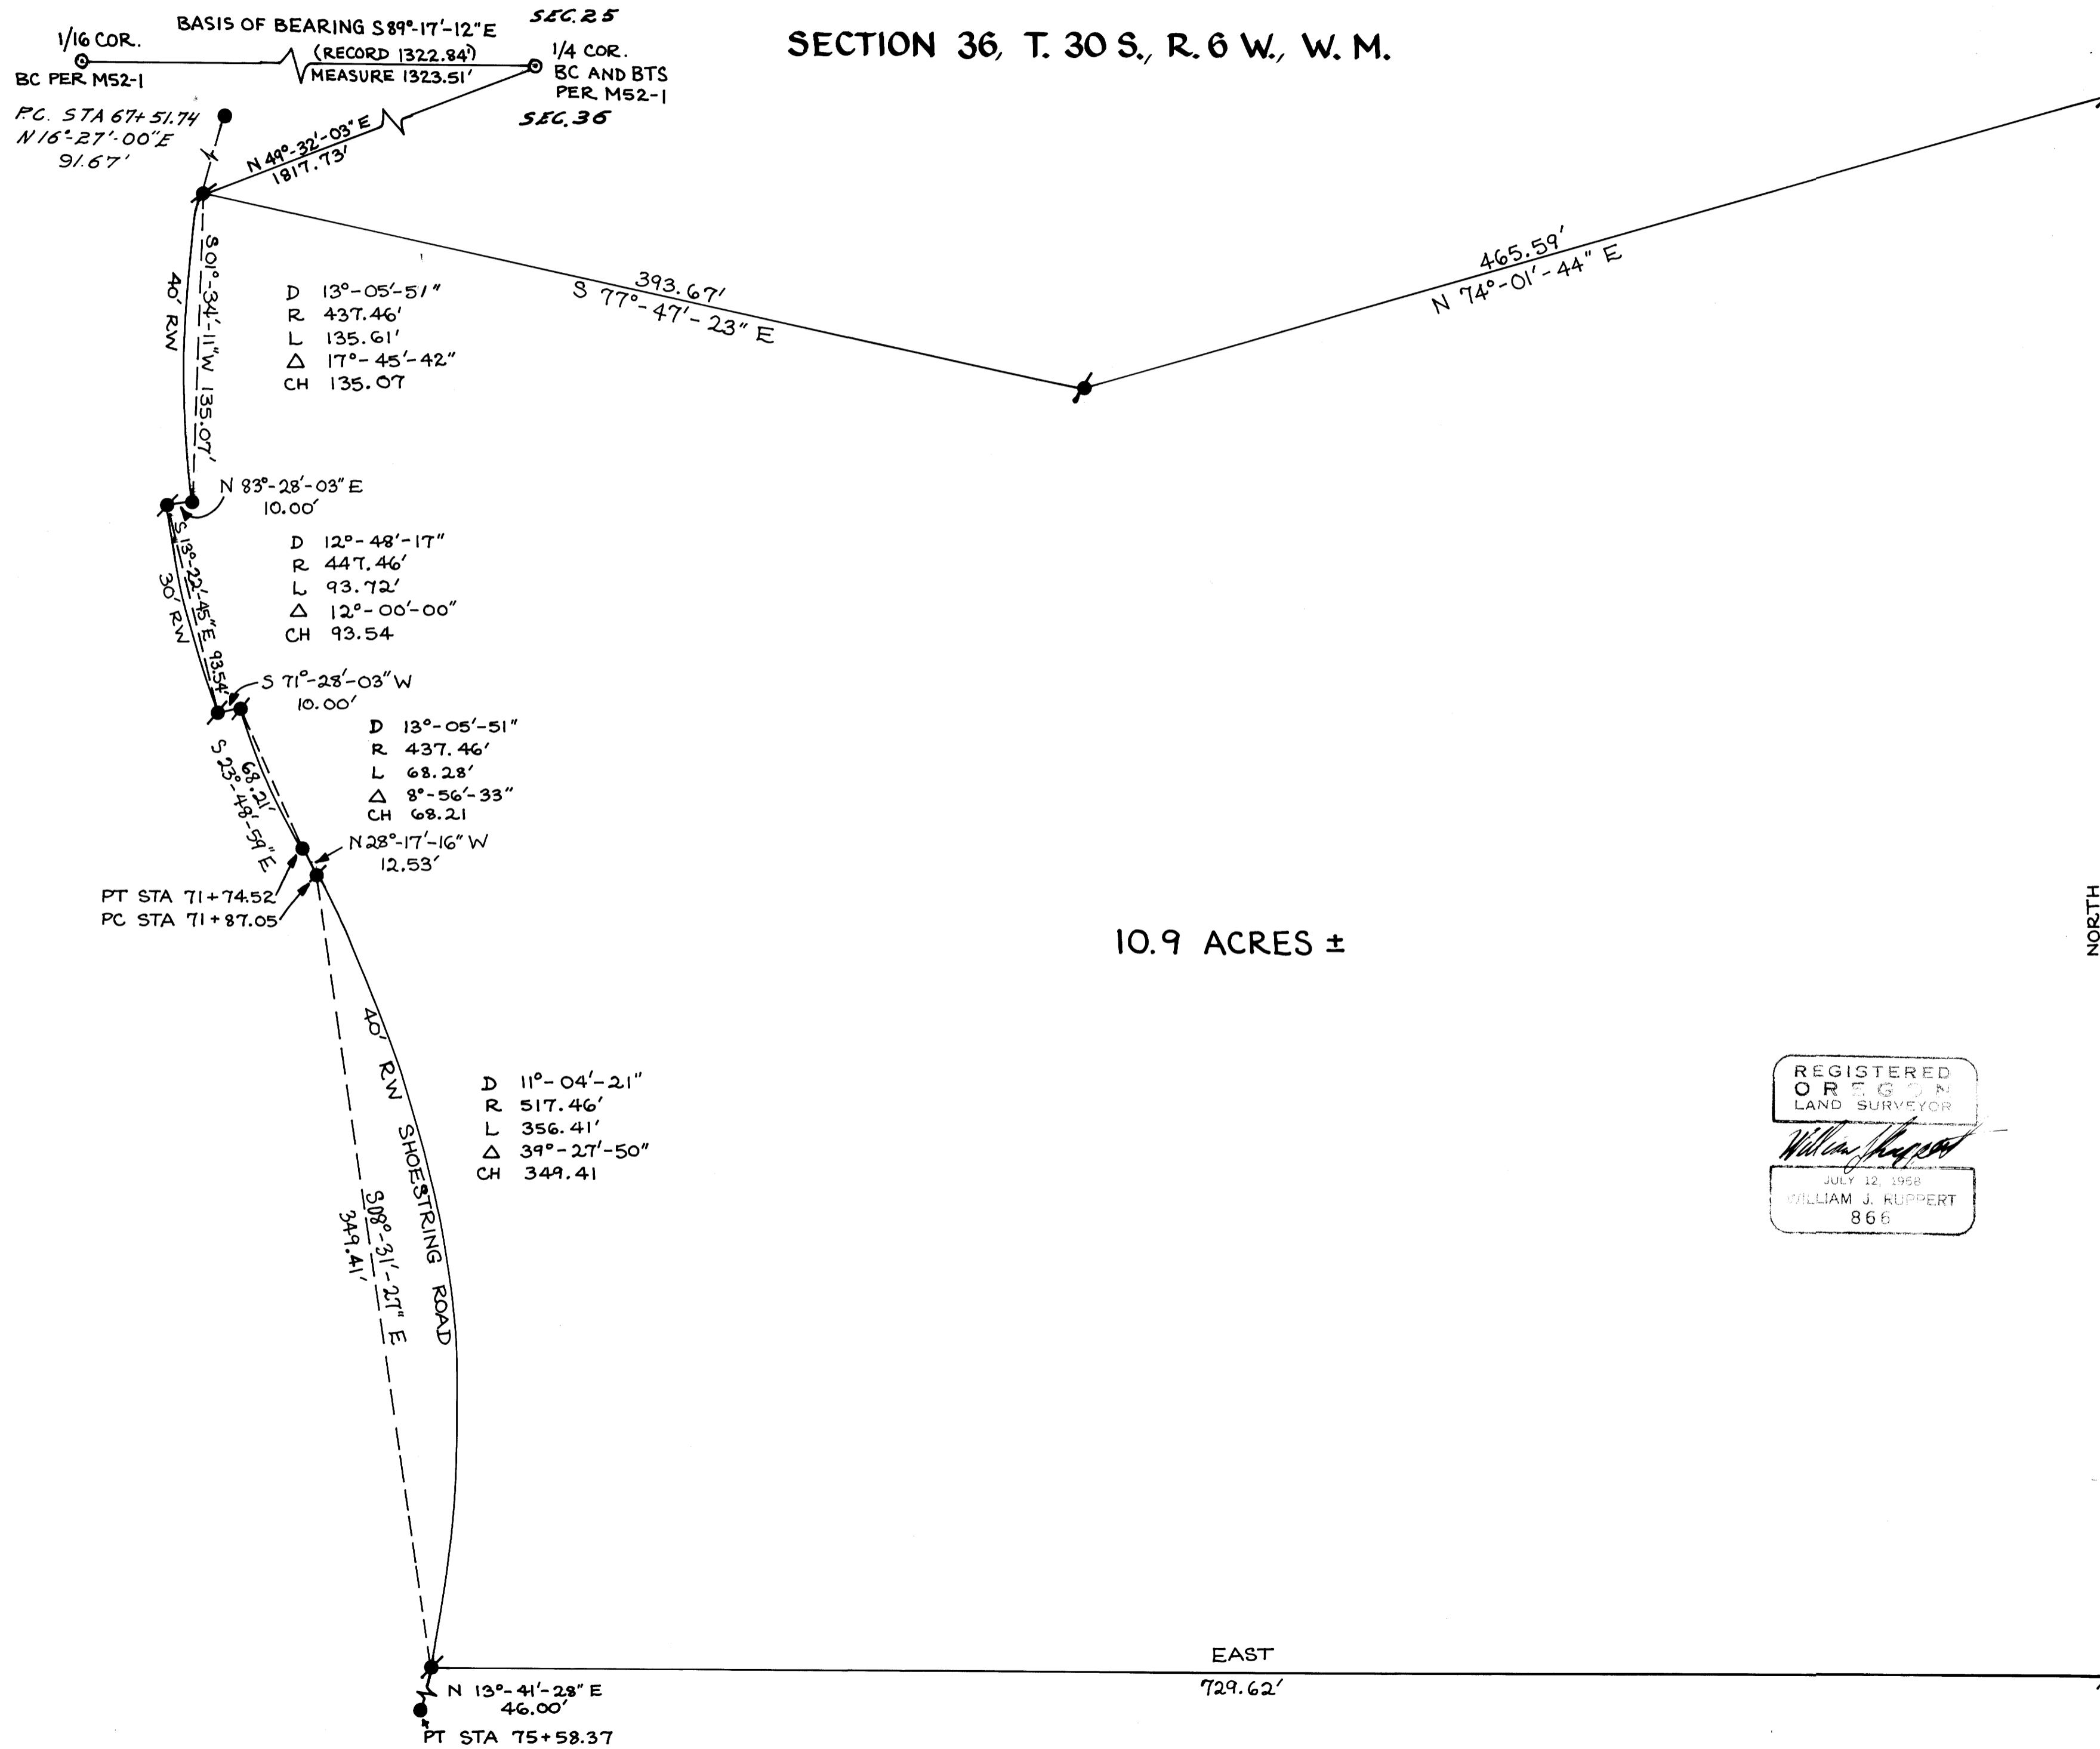 SECTION 36, T. 30 S., R. 6 W., W. M.
SEC. 25
BASIS OF BEARING S 89°-17'-12" E
1/16 COR.
(RECORD 1322.84')
1/4 COR.
BC PER M52-1
MEASURE 1323.51'
BC AND BTS
PER M52-1
SEC. 36
P.C. STA 67+51.74
N 16°-27'-00" E
91.67'
N 49°-32'-03" E
1817.73'
465.59'
N 74°-01'-44" E
393.67'
S 77°-47'-23" E
S 01°-34'-11" W 135.07'
40' RW
D 13°-05'-51"
R 437.46'
L 135.61'
Δ 17°-45'-42"
CH 135.07
N 83°-28'-03" E
10.00'
S 13°-22'-45" E 93.54'
30' RW
D 12°-48'-17"
R 447.46'
L 93.72'
Δ 12°-00'-00"
CH 93.54
S 71°-28'-03" W
10.00'
68.21'
S 23°-48'-59" E
D 13°-05'-51"
R 437.46'
L 68.28'
Δ 8°-56'-33"
CH 68.21
N 28°-17'-16" W
12.53'
PT STA 71+74.52
PC STA 71+87.05
10.9 ACRES ±
NORTH
40' RW SHOESTRING ROAD
D 11°-04'-21"
R 517.46'
L 356.41'
Δ 39°-27'-50"
CH 349.41
S 08°-31'-27" E
349.41'
REGISTERED
OREGON
LAND SURVEYOR
William J Ruppert
JULY 12, 1968
WILLIAM J. RUPPERT
866
EAST
729.62'
N 13°-41'-28" E
46.00'
PT STA 75+58.37